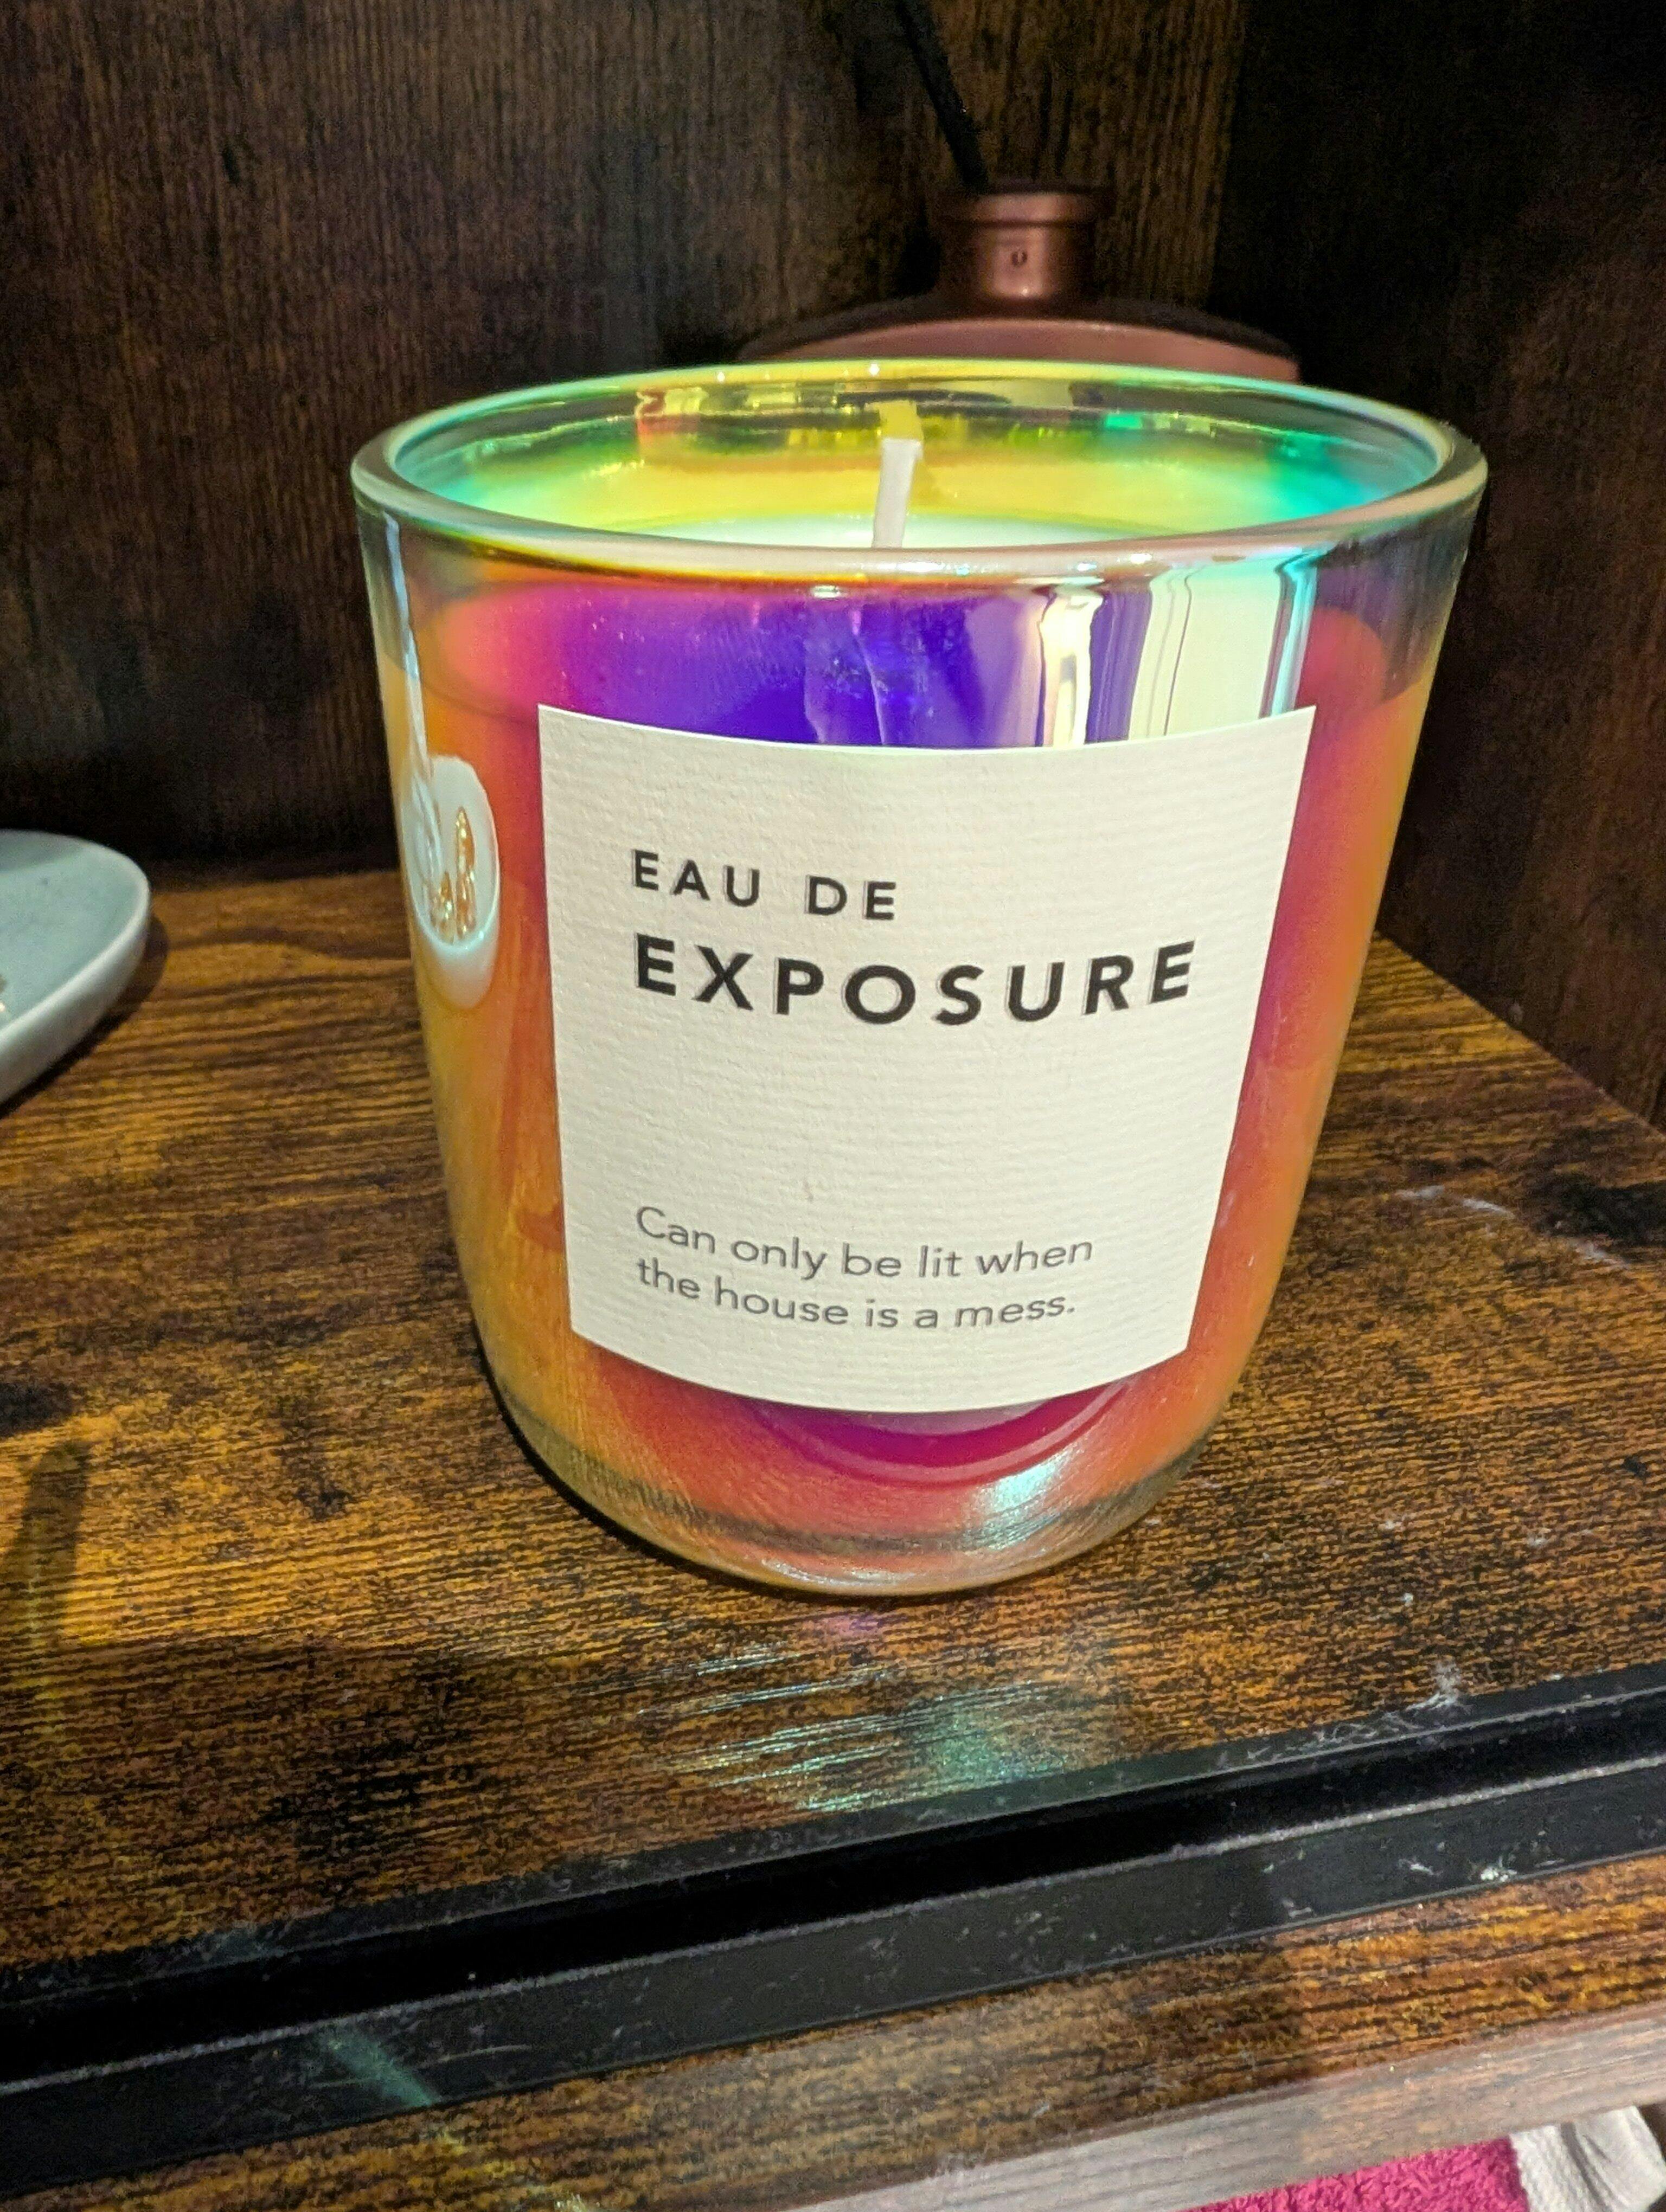 EAU DE
EXPOSURE
Can only be lit when
the house is a mess.